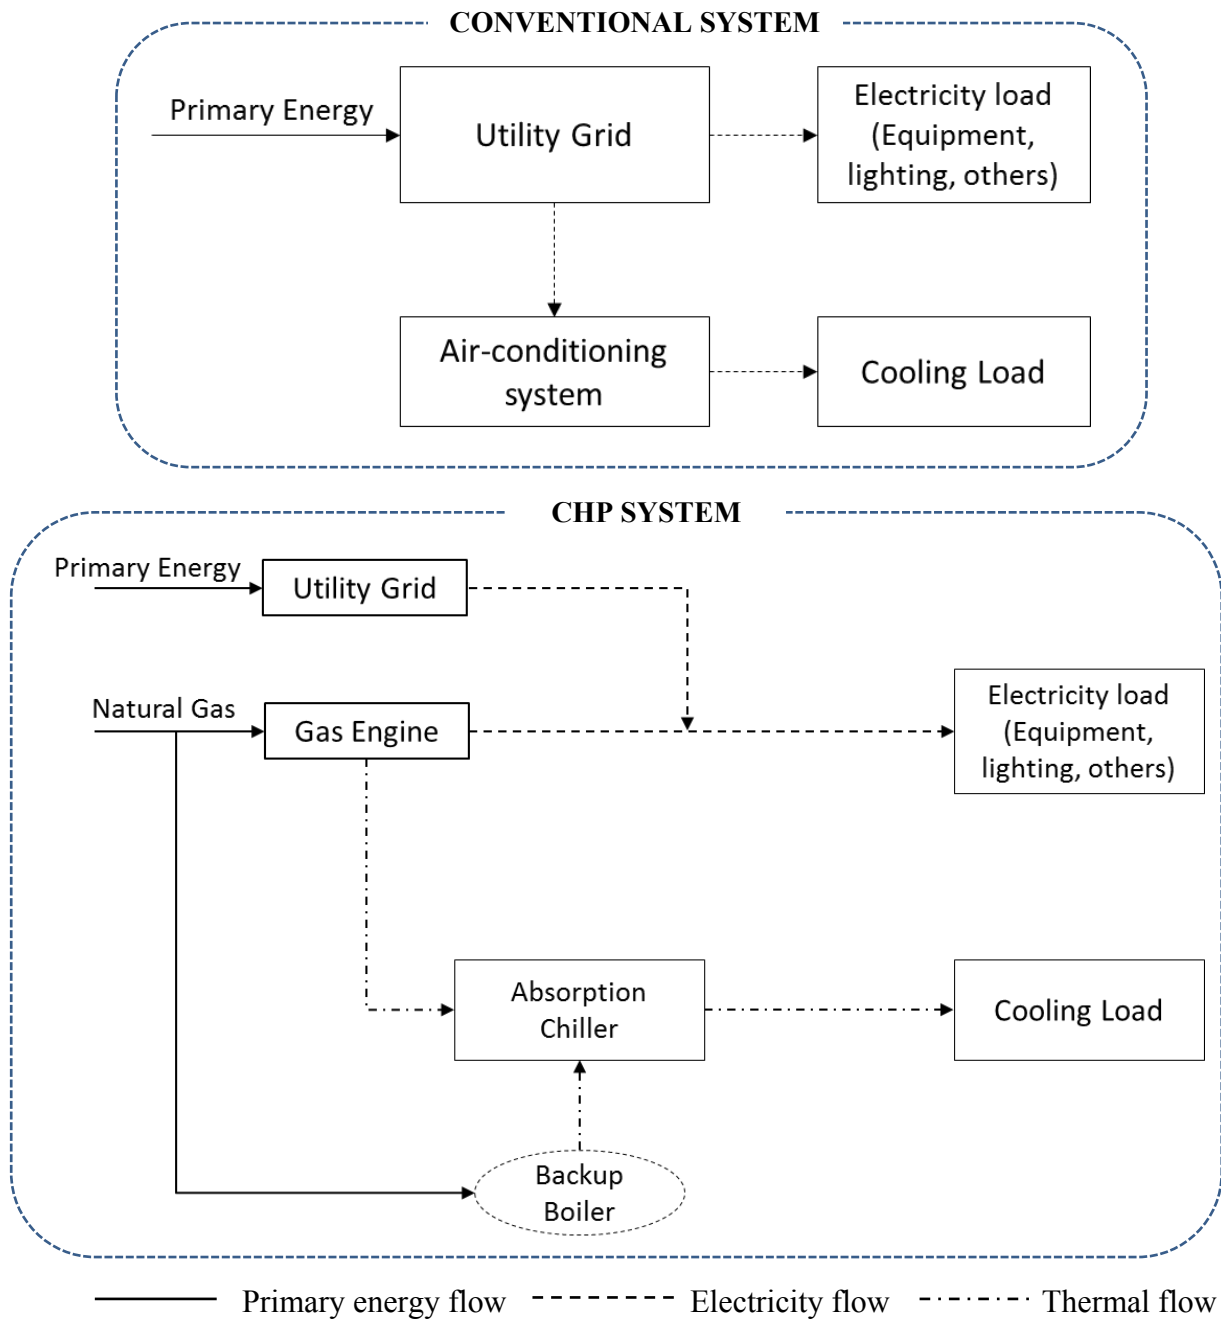 CONVENTIONAL SYSTEM
Primary Energy
Utility Grid
Electricity load
(Equipment,
lighting, others)
Air-conditioning
system
Cooling Load
CHP SYSTEM
Primary Energy
Utility Grid
Natural Gas
Gas Engine
Electricity load
(Equipment,
lighting, others)
Absorption
Chiller
Cooling Load
Backup
Boiler
Primary energy flow
Electricity flow
Thermal flow